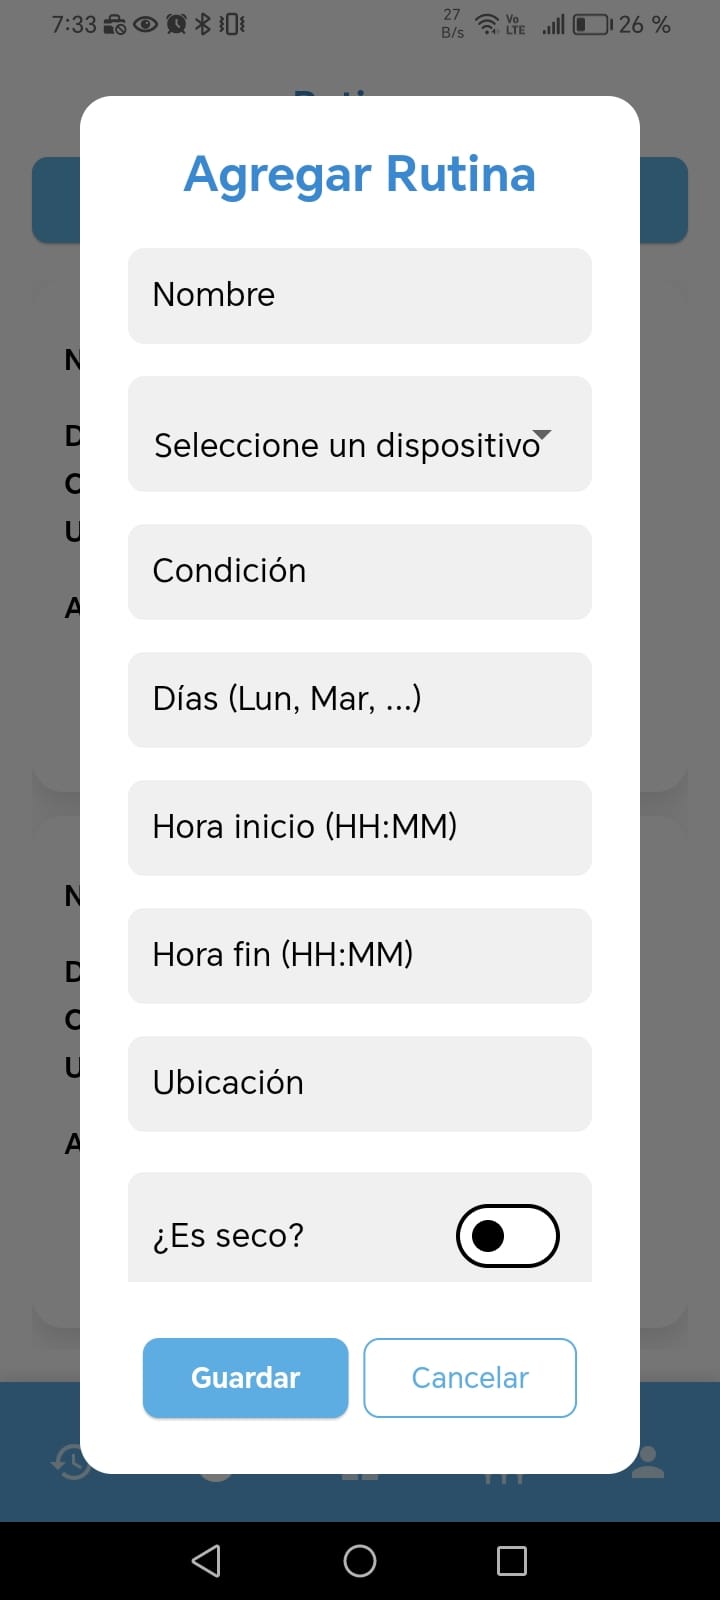 7:33
27
B/s
Vo
LTE
26 %
Agregar Rutina
Nombre
Seleccione un dispositivo
Condición
Días (Lun, Mar, ...)
Hora inicio (HH:MM)
Hora fin (HH:MM)
Ubicación
¿Es seco?
Guardar
Cancelar